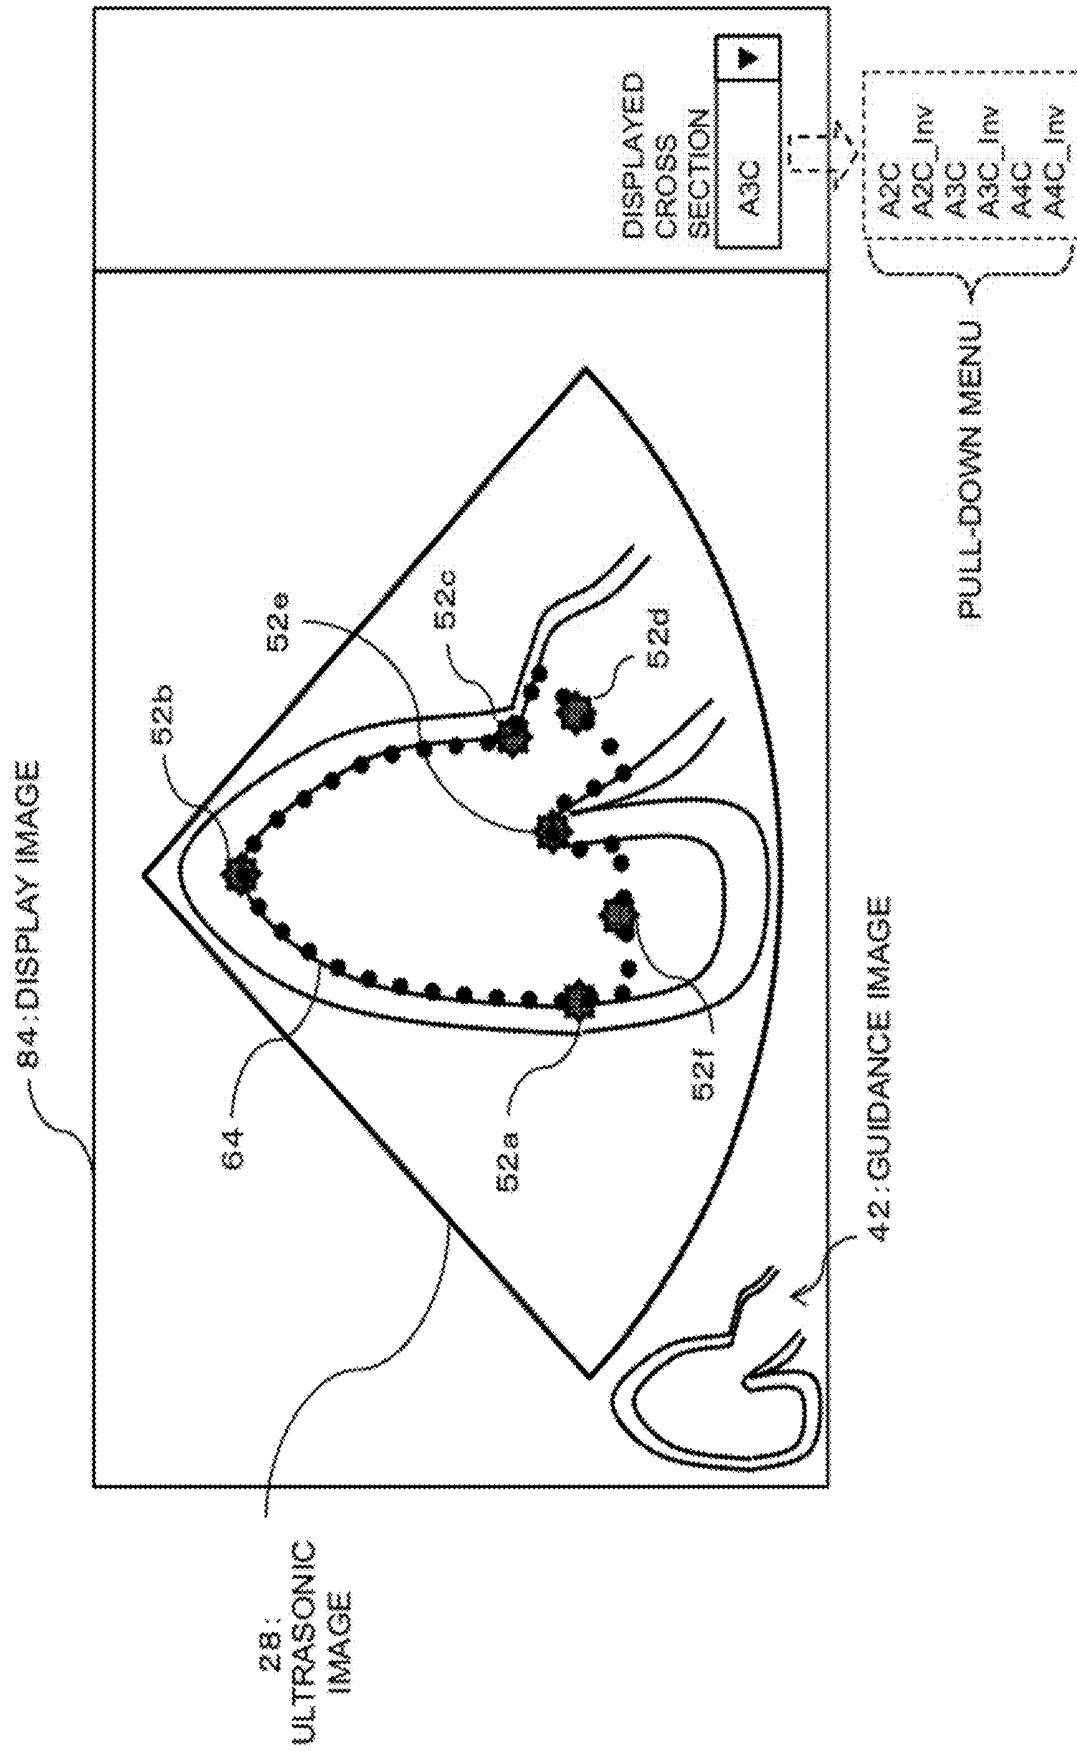 84:DISPLAY IMAGE
28:
ULTRASONIC
IMAGE
52b
52e
52c
52d
64
52a
52f
42:GUIDANCE IMAGE
DISPLAYED
CROSS
SECTION
A3C ▼
A2C
A2C_Inv
A3C
A3C_Inv
A4C
A4C_Inv
PULL-DOWN MENU